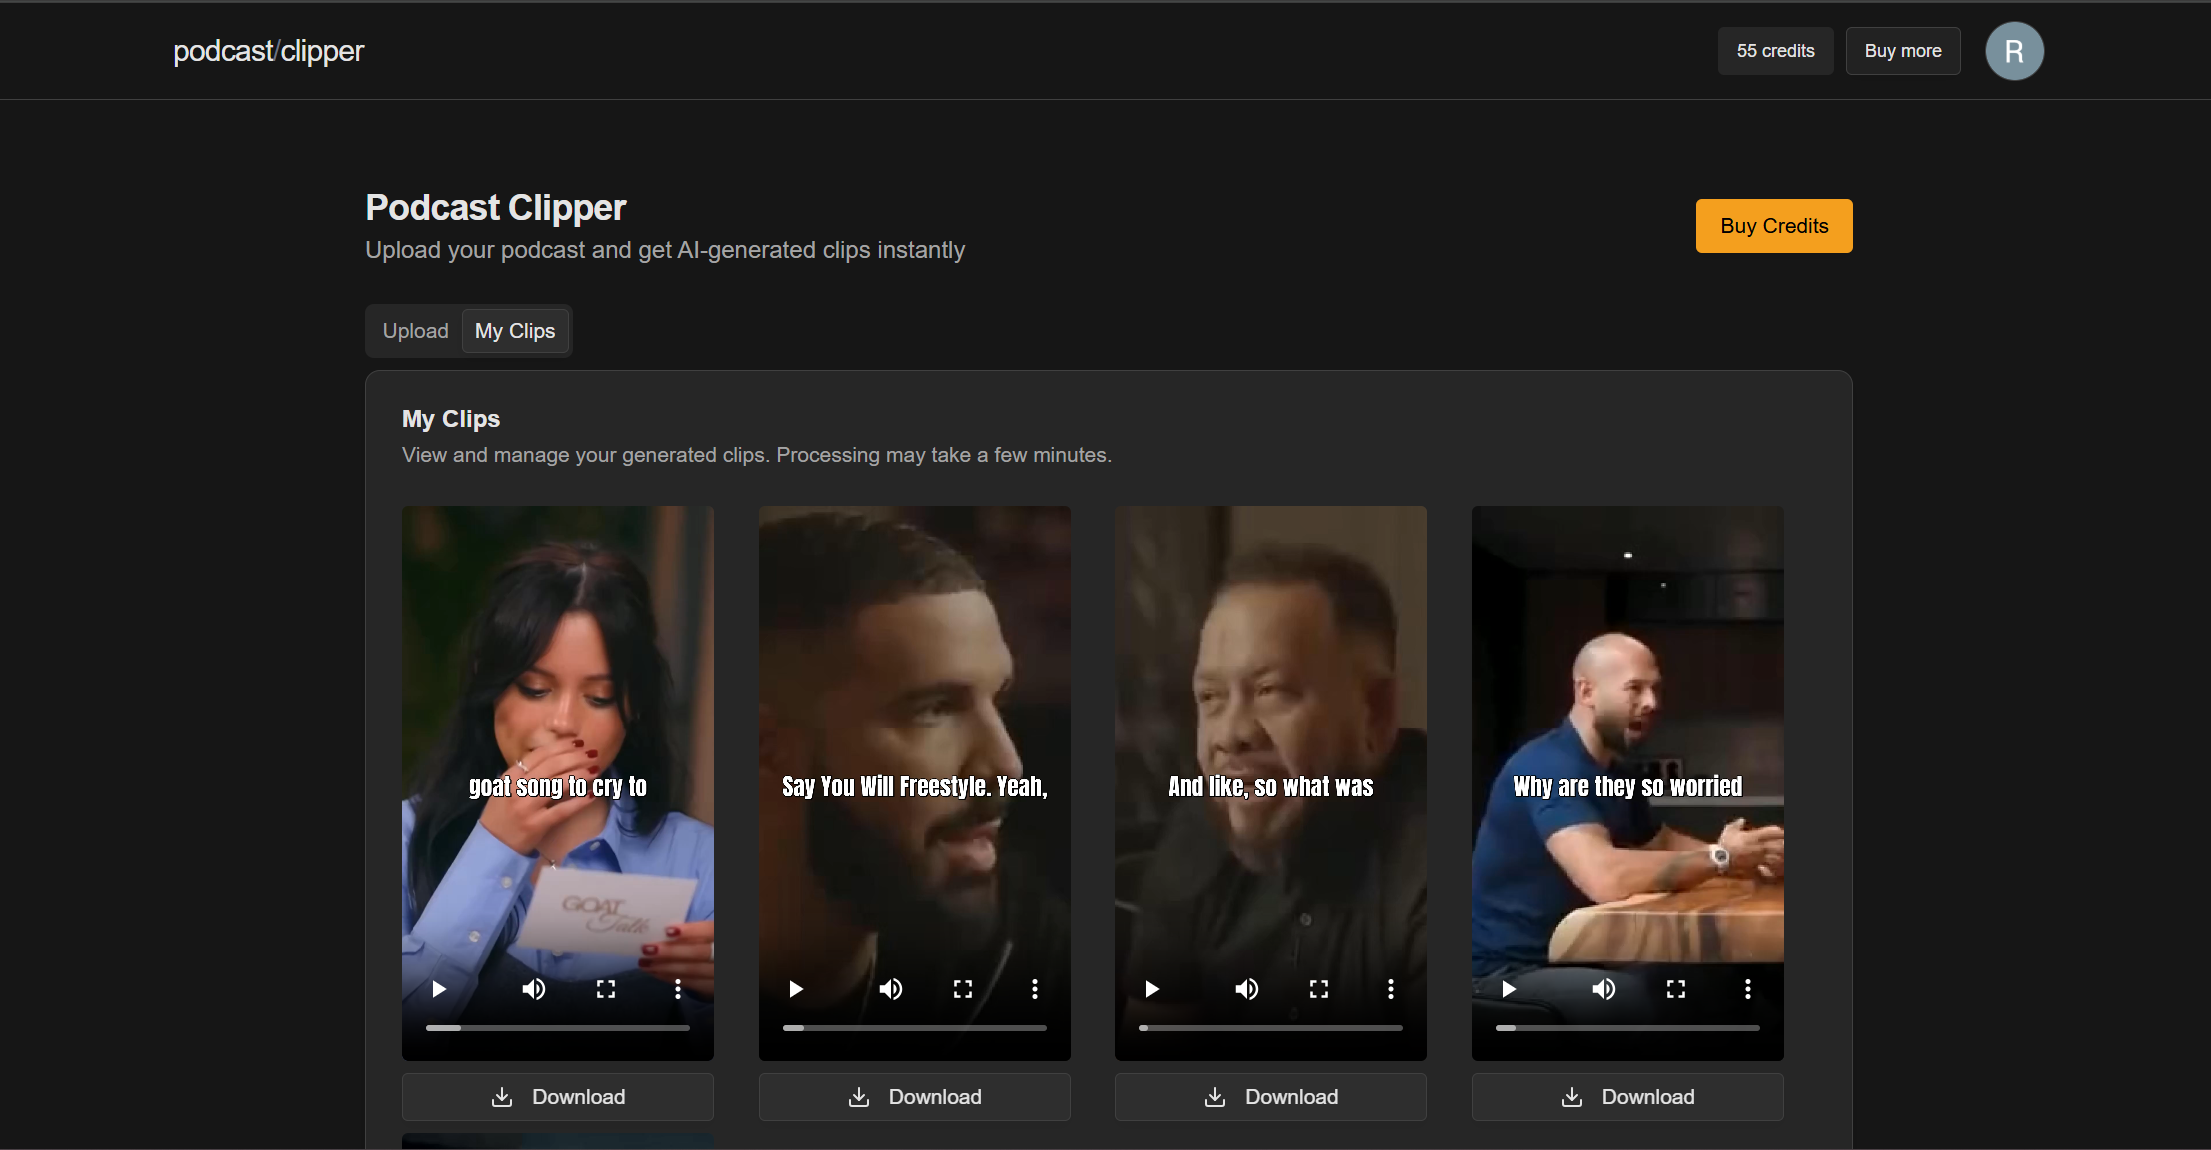 podcast/clipper
55 credits
Buy more
R
Podcast Clipper
Upload your podcast and get AI-generated clips instantly
Buy Credits
Upload
My Clips
My Clips
View and manage your generated clips. Processing may take a few minutes.
goat song to cry to
Say You Will Freestyle. Yeah,
And like, so what was
Why are they so worried
GOAT
Talk
Download
Download
Download
Download